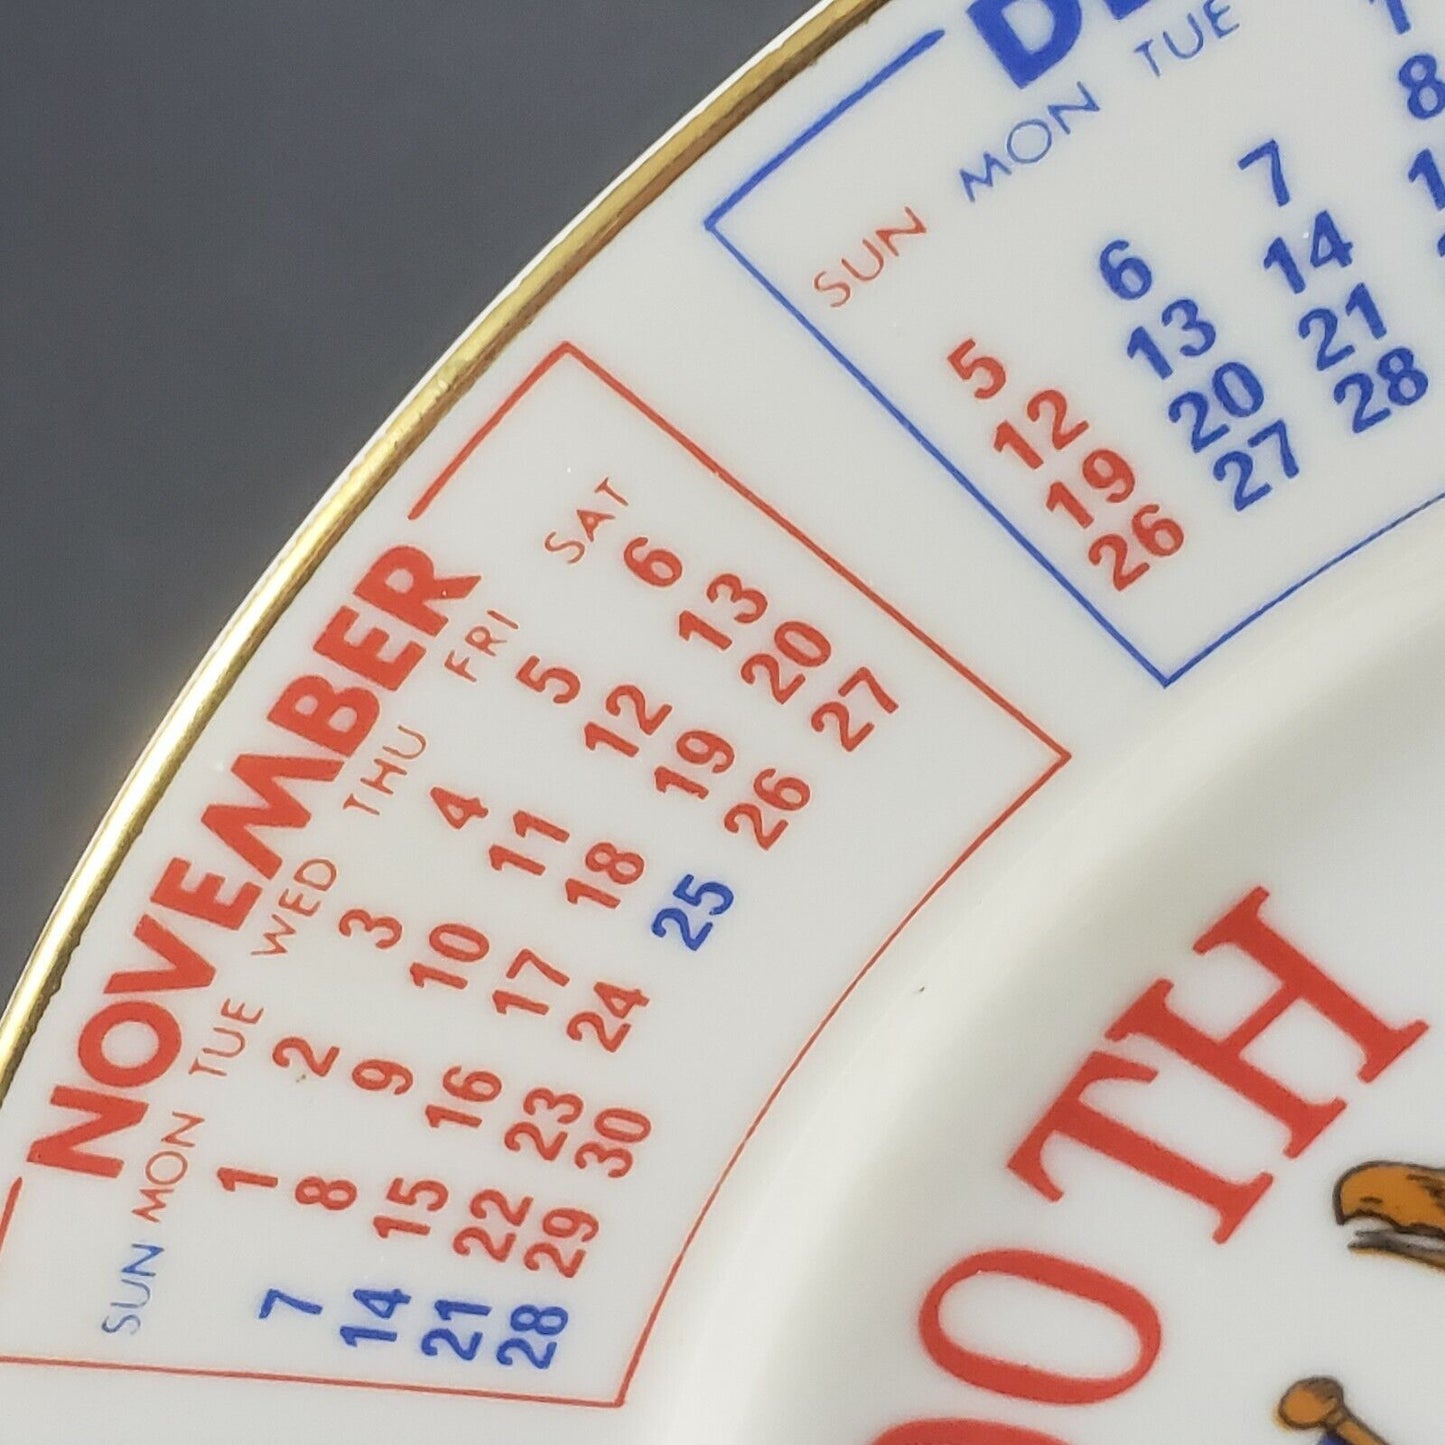 NOVEMBER
SUN MON TUE WED THU FRI SAT
1 2 3 4 5 6
7 8 9 10 11 12 13
14 15 16 17 18 19 20
21 22 23 24 25 26 27
28 29 30
SUN MON TUE
5 6 7
12 13 14
19 20 21
26 27 28
8
TH